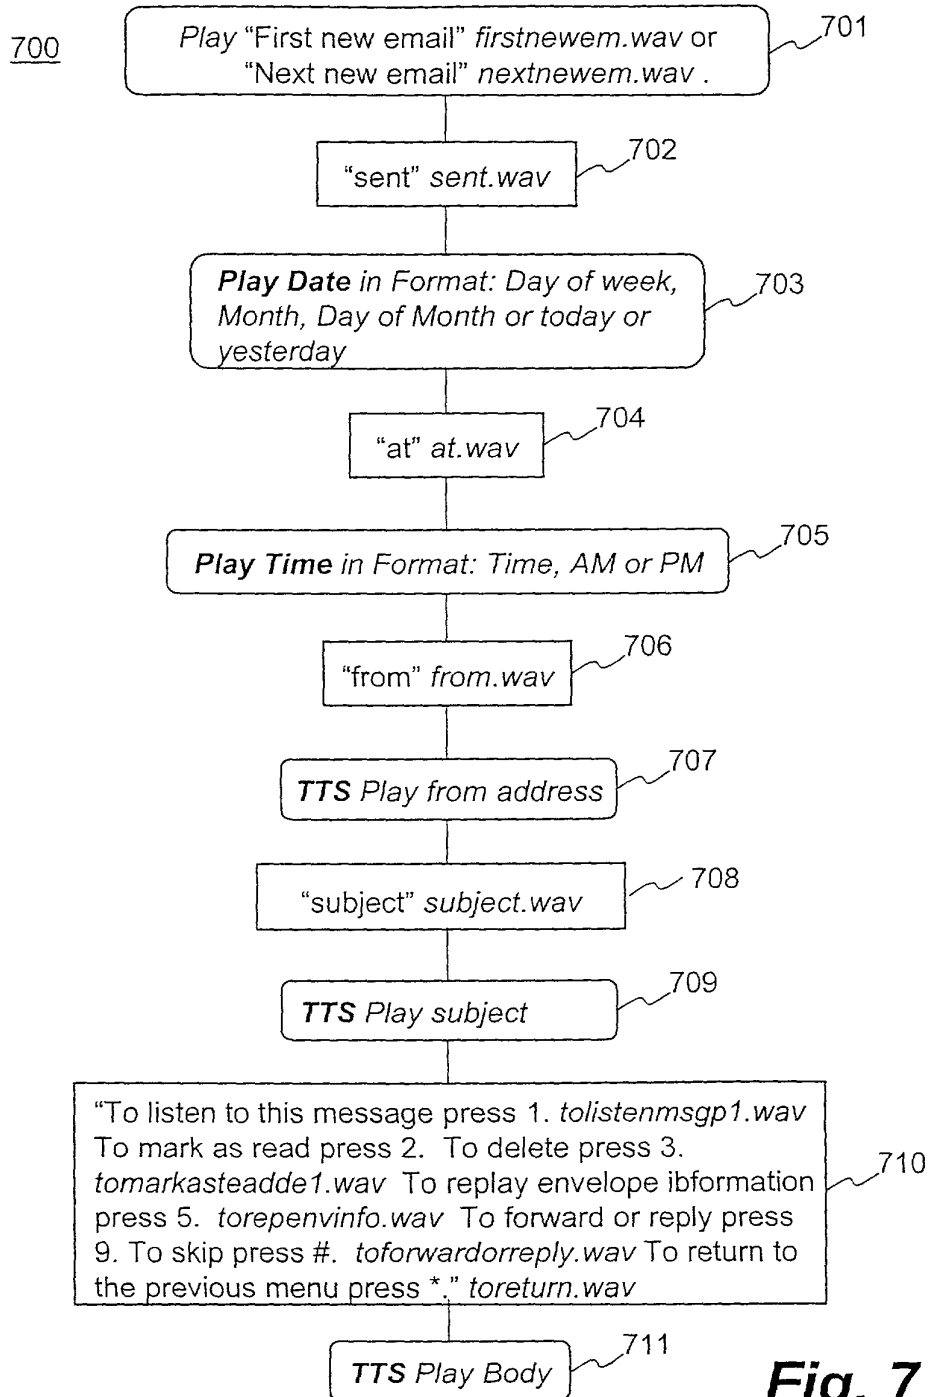 700
Play “First new email” firstnewem.wav or
“Next new email” nextnewem.wav .
701
“sent” sent.wav
702
Play Date in Format: Day of week,
Month, Day of Month or today or
yesterday
703
“at” at.wav
704
Play Time in Format: Time, AM or PM
705
“from” from.wav
706
TTS Play from address
707
“subject” subject.wav
708
TTS Play subject
709
“To listen to this message press 1. tolistenmsgp1.wav
To mark as read press 2. To delete press 3.
tomarkasteadde1.wav To replay envelope ibformation
press 5. torepenvinfo.wav To forward or reply press
9. To skip press #. toforwardorreply.wav To return to
the previous menu press *.” toreturn.wav
710
TTS Play Body
711
Fig. 7